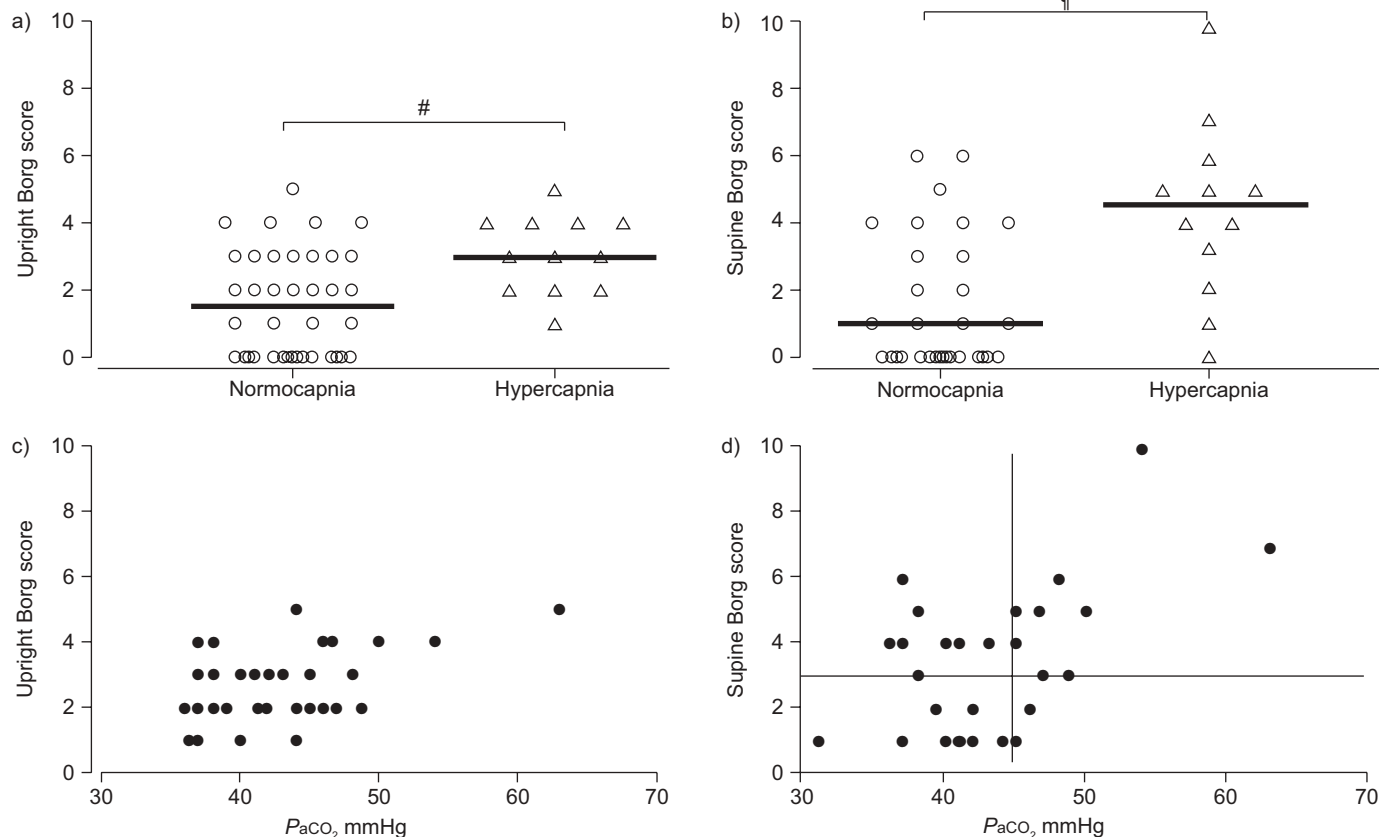 a) 10
8
6
4
2
0
Upright Borg score
#
Normocapnia Hypercapnia
b) 10
8
6
4
2
0
Supine Borg score
¶
Normocapnia Hypercapnia
c) 10
8
6
4
2
0
Upright Borg score
30 40 50 60 70
PaCO₂ mmHg
d) 10
8
6
4
2
0
Supine Borg score
30 40 50 60 70
PaCO₂ mmHg